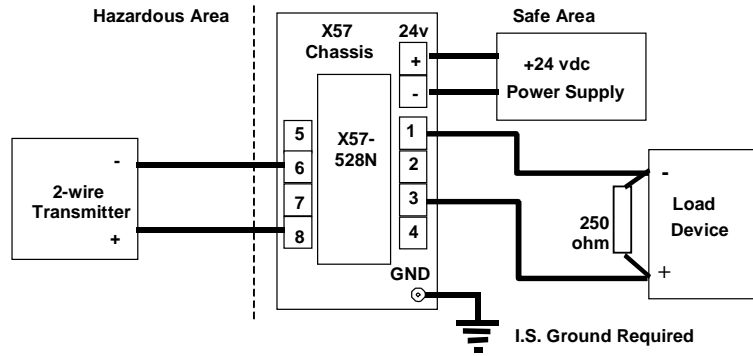 Hazardous Area
Safe Area
X57
Chassis
24v
+
-
+24 vdc
Power Supply
X57-
528N
5
6
7
8
1
2
3
4
-
2-wire
Transmitter
+
250
ohm
-
Load
Device
+
GND
I.S. Ground Required